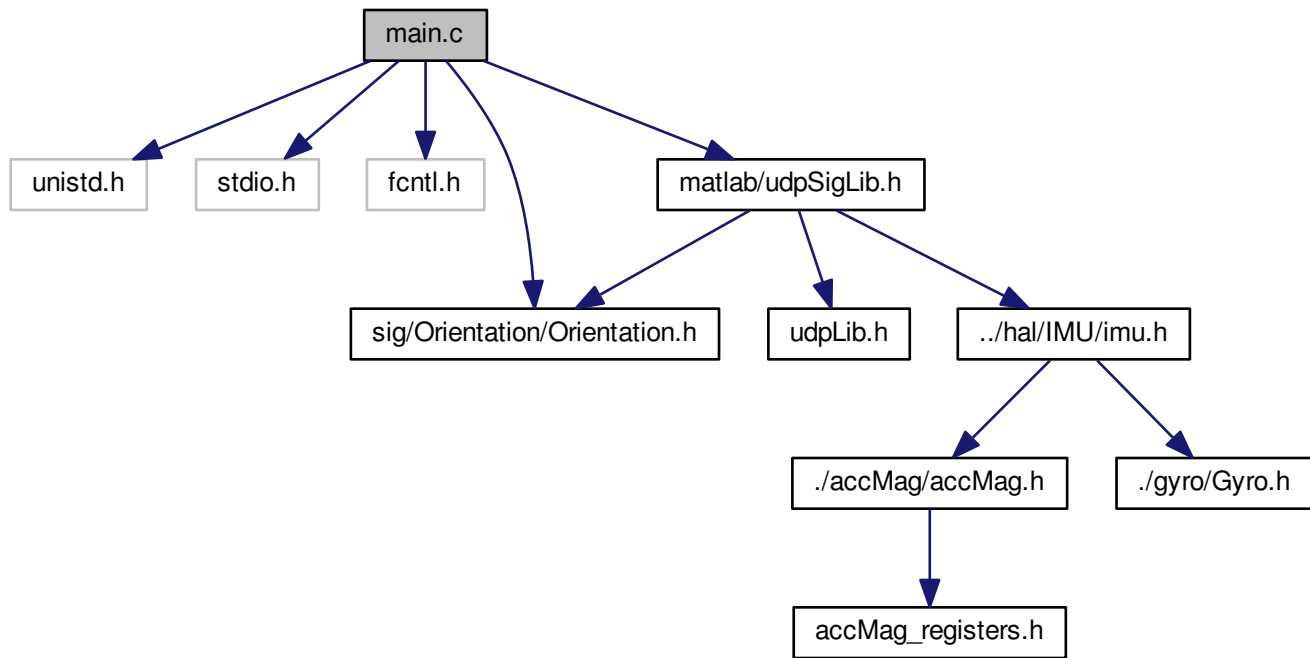 main.c
unistd.h
stdio.h
fcntl.h
matlab/udpSigLib.h
sig/Orientation/Orientation.h
udpLib.h
../hal/IMU/imu.h
./accMag/accMag.h
./gyro/Gyro.h
accMag_registers.h